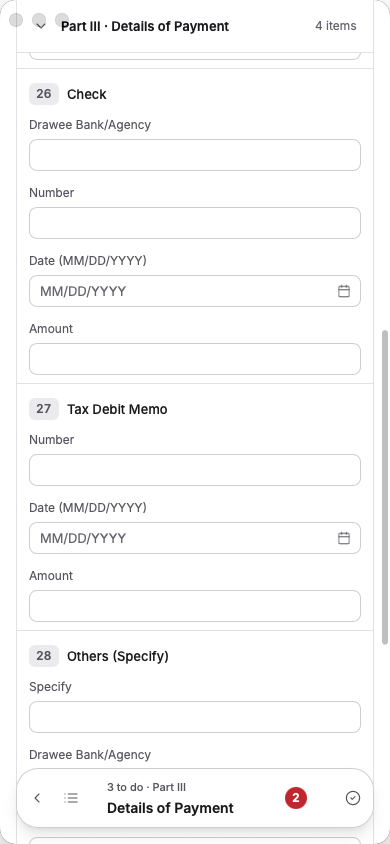 Part III · Details of Payment
4 items
26 Check
Drawee Bank/Agency
Number
Date (MM/DD/YYYY)
MM/DD/YYYY
Amount
27 Tax Debit Memo
Number
Date (MM/DD/YYYY)
MM/DD/YYYY
Amount
28 Others (Specify)
Specify
Drawee Bank/Agency
3 to do · Part III
Details of Payment
2